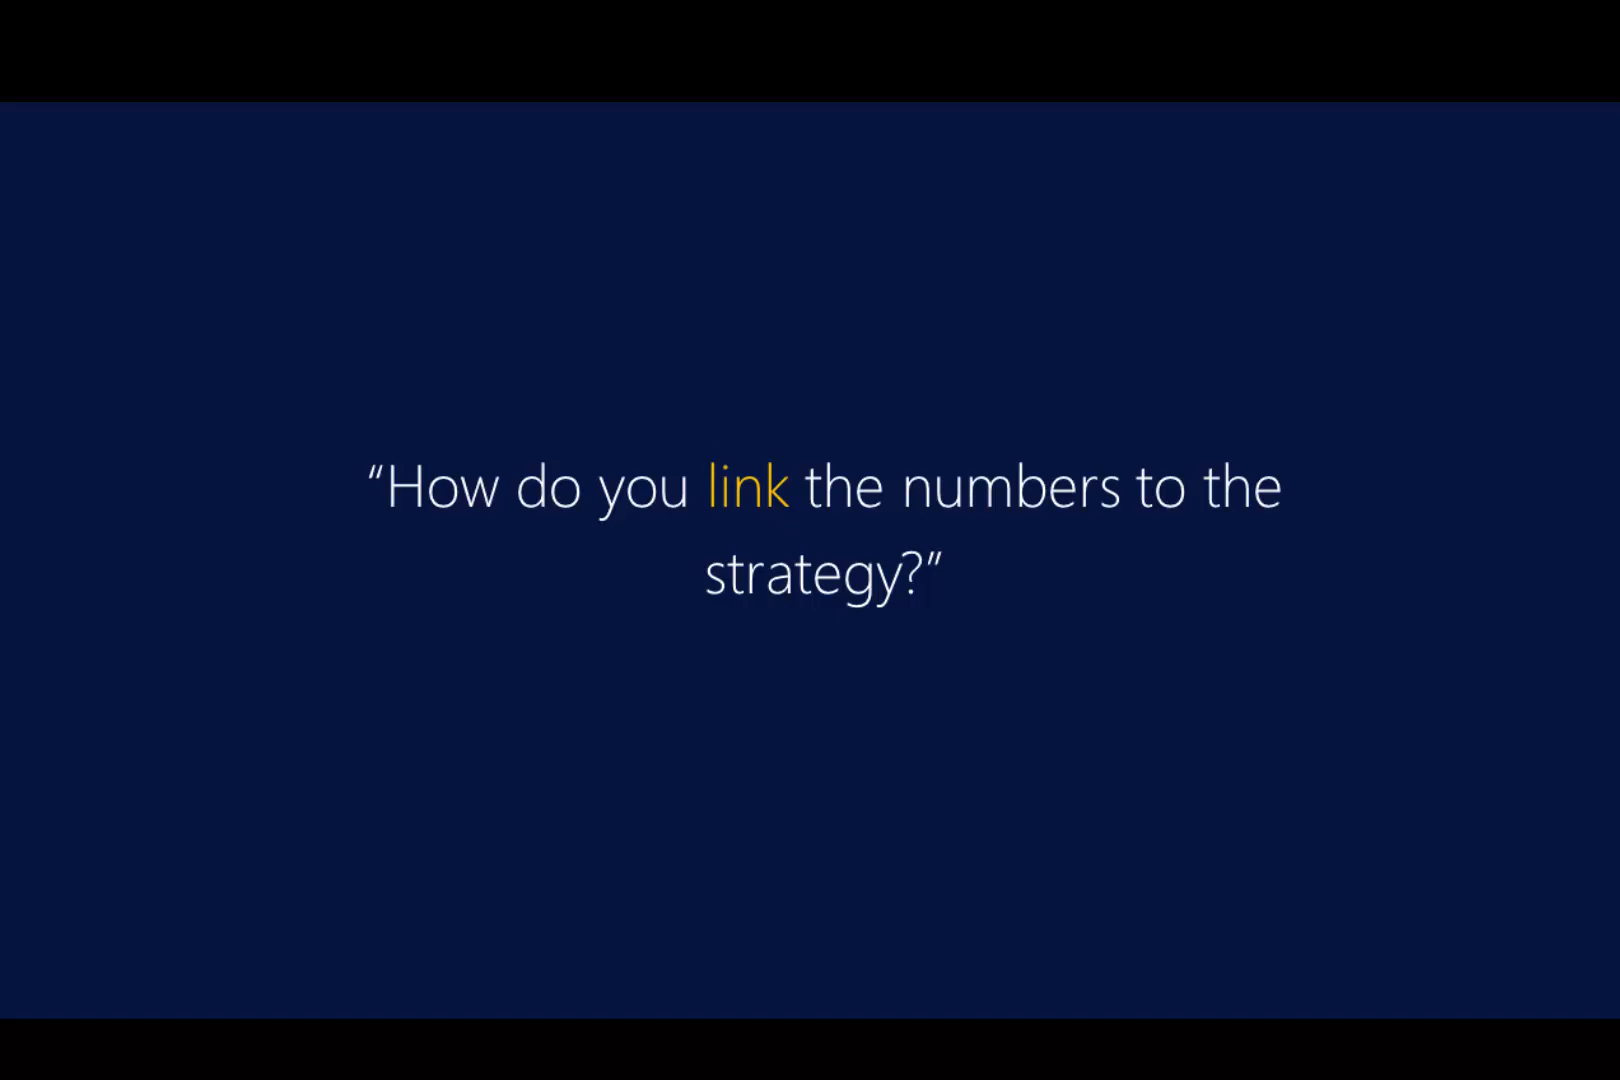 “How do you link the numbers to the
strategy?”